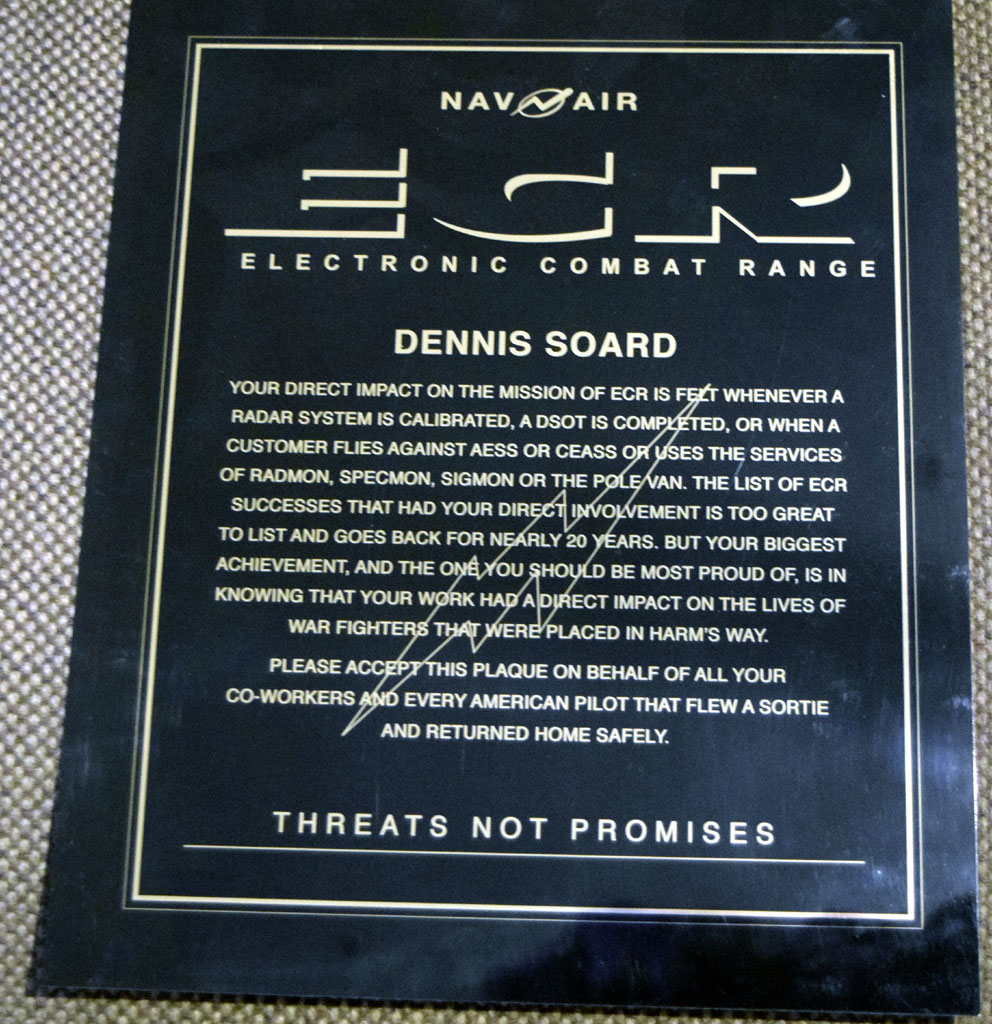 NAVAIR
ECR
ELECTRONIC COMBAT RANGE
DENNIS SOARD
YOUR DIRECT IMPACT ON THE MISSION OF ECR IS FELT WHENEVER A
RADAR SYSTEM IS CALIBRATED, A DSOT IS COMPLETED, OR WHEN A
CUSTOMER FLIES AGAINST AESS OR CEASS OR USES THE SERVICES
OF RADMON, SPECMON, SIGMON OR THE POLE VAN. THE LIST OF ECR
SUCCESSES THAT HAD YOUR DIRECT INVOLVEMENT IS TOO GREAT
TO LIST AND GOES BACK FOR NEARLY 20 YEARS. BUT YOUR BIGGEST
ACHIEVEMENT, AND THE ONE YOU SHOULD BE MOST PROUD OF, IS IN
KNOWING THAT YOUR WORK HAD A DIRECT IMPACT ON THE LIVES OF
WAR FIGHTERS THAT WERE PLACED IN HARM'S WAY.
PLEASE ACCEPT THIS PLAQUE ON BEHALF OF ALL YOUR
CO-WORKERS AND EVERY AMERICAN PILOT THAT FLEW A SORTIE
AND RETURNED HOME SAFELY.
THREATS NOT PROMISES